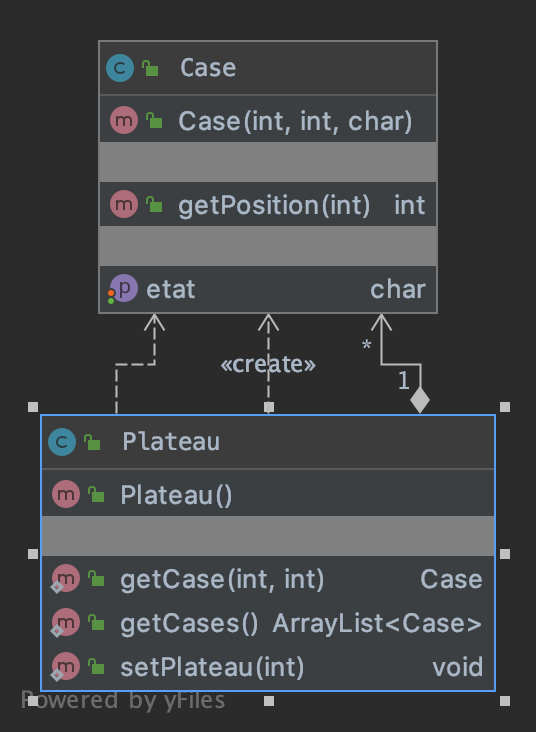 C Case
m Case(int, int, char)
m getPosition(int) int
p etat char
«create»
*
1
C Plateau
m Plateau()
m getCase(int, int) Case
m getCases() ArrayList<Case>
m setPlateau(int) void
Powered by yFiles